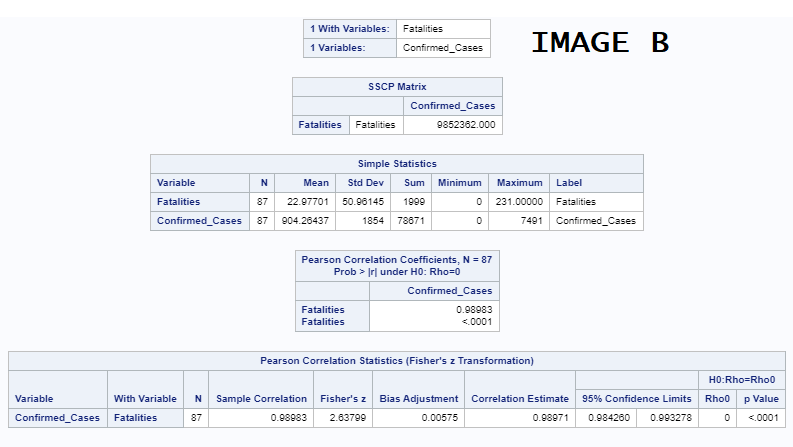 1 With Variables: Fatalities
1 Variables: Confirmed_Cases
IMAGE B
SSCP Matrix
Confirmed_Cases
Fatalities Fatalities 9852362.000
Simple Statistics
Variable N Mean Std Dev Sum Minimum Maximum Label
Fatalities 87 22.97701 50.96145 1999 0 231.00000 Fatalities
Confirmed_Cases 87 904.26437 1854 78671 0 7491 Confirmed_Cases
Pearson Correlation Coefficients, N = 87
Prob > |r| under H0: Rho=0
Confirmed_Cases
Fatalities 0.98983
Fatalities <.0001
Pearson Correlation Statistics (Fisher's z Transformation)
H0:Rho=Rho0
Variable With Variable N Sample Correlation Fisher's z Bias Adjustment Correlation Estimate 95% Confidence Limits Rho0 p Value
Confirmed_Cases Fatalities 87 0.98983 2.63799 0.00575 0.98971 0.984260 0.993278 0 <.0001